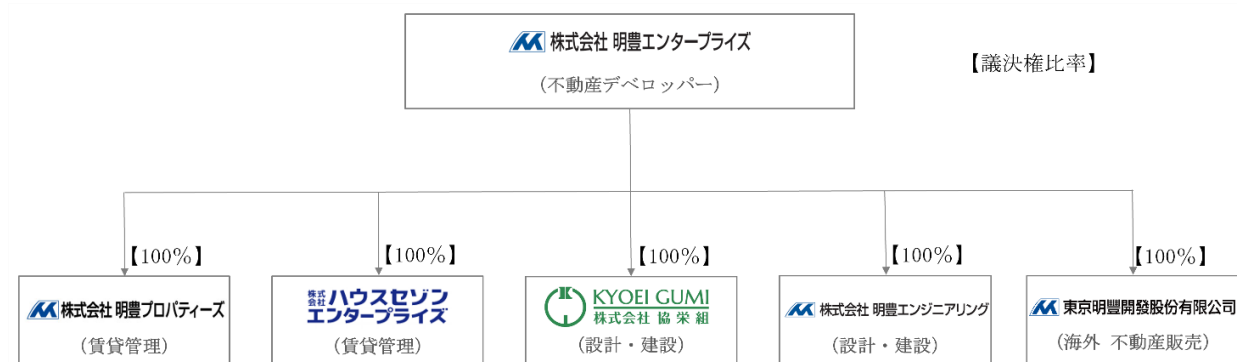 株式会社 明豊エンタープライズ
(不動産デベロッパー)
【議決権比率】
【100%】
【100%】
【100%】
【100%】
【100%】
株式会社 明豊プロパティーズ
(賃貸管理)
株式会社 ハウスセゾン
エンタープライズ
(賃貸管理)
KYOEI GUMI
株式会社 協栄組
(設計・建設)
株式会社 明豊エンジニアリング
(設計・建設)
東京明豐開發股份有限公司
(海外 不動産販売)